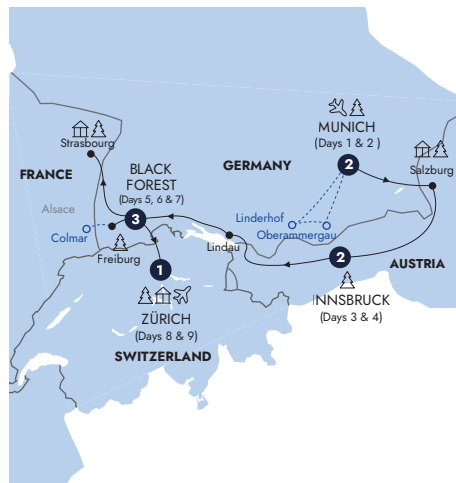 MUNICH
(Days 1 & 2 )
2
Strasbourg
Salzburg
FRANCE
BLACK
FOREST
(Days 5, 6 & 7)
GERMANY
Alsace
3
Linderhof
Oberammergau
Colmar
Freiburg
Lindau
2
AUSTRIA
1
INNSBRUCK
(Days 3 & 4)
ZÜRICH
(Days 8 & 9)
SWITZERLAND